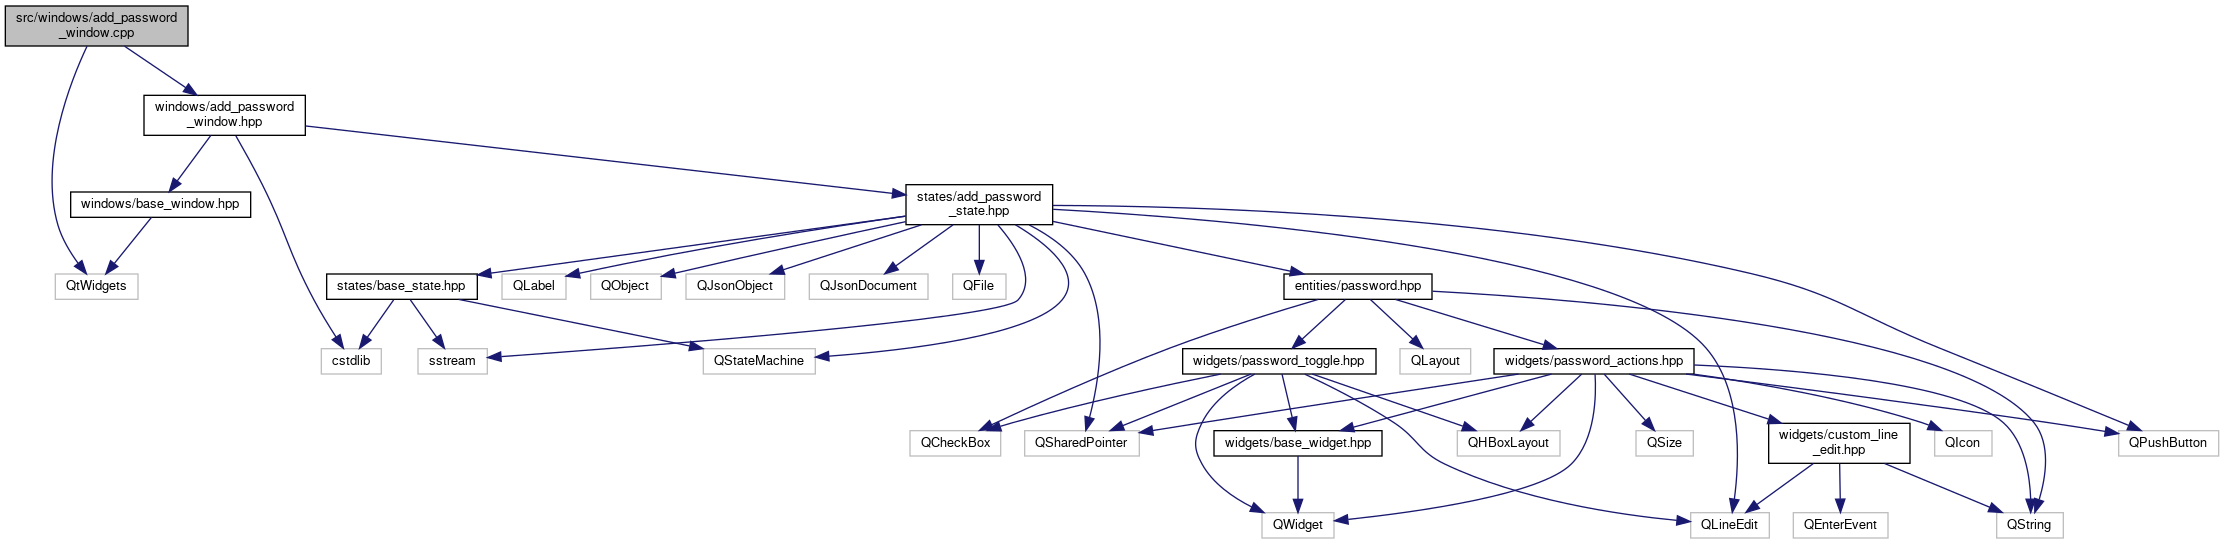 src/windows/add_password
_window.cpp
windows/add_password
_window.hpp
states/add_password
_state.hpp
windows/base_window.hpp
QtWidgets
states/base_state.hpp
QLabel
QObject
QJsonObject
QJsonDocument
QFile
entities/password.hpp
cstdlib
sstream
QStateMachine
widgets/password_toggle.hpp
QLayout
widgets/password_actions.hpp
QCheckBox
QSharedPointer
widgets/base_widget.hpp
QHBoxLayout
QSize
widgets/custom_line
_edit.hpp
QIcon
QPushButton
QWidget
QLineEdit
QEnterEvent
QString